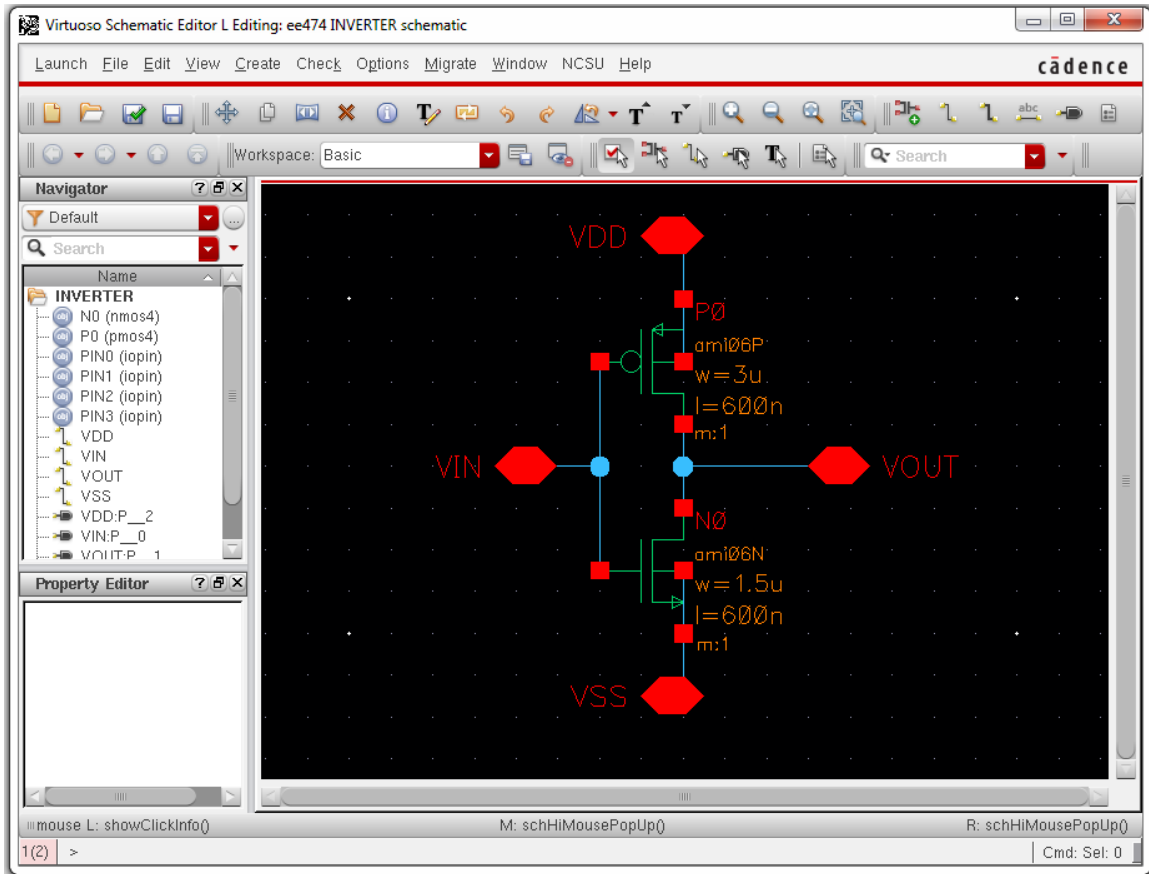 Virtuoso Schematic Editor L Editing: ee474 INVERTER schematic
Launch File Edit View Create Check Options Migrate Window NCSU Help
cādence
abc
Workspace: Basic
Search
Navigator
Default
Search
Name
INVERTER
N0 (nmos4)
P0 (pmos4)
PIN0 (iopin)
PIN1 (iopin)
PIN2 (iopin)
PIN3 (iopin)
VDD
VIN
VOUT
VSS
VDD:P__2
VIN:P__0
VOUT:P__1
Property Editor
VDD
P0
ami06P
w=3u
l=600n
m:1
VIN
VOUT
N0
ami06N
w=1.5u
l=600n
m:1
VSS
mouse L: showClickInfo()
M: schHiMousePopUp()
R: schHiMousePopUp()
1(2) >
Cmd: Sel: 0